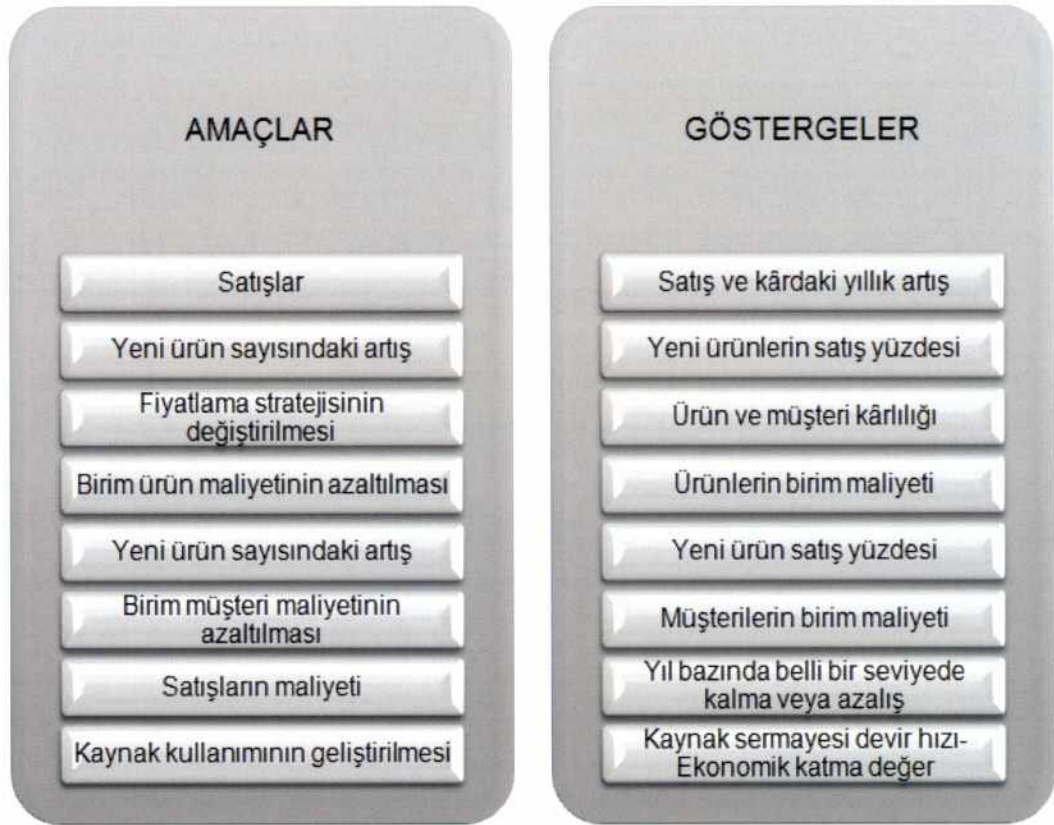 AMAÇLAR
Satışlar
Yeni ürün sayısındaki artış
Fiyatlama stratejisinin
değiştirilmesi
Birim ürün maliyetinin azaltılması
Yeni ürün sayısındaki artış
Birim müşteri maliyetinin
azaltılması
Satışların maliyeti
Kaynak kullanımının geliştirilmesi
GÖSTERGELER
Satış ve kârdaki yıllık artış
Yeni ürünlerin satış yüzdesi
Ürün ve müşteri kârlılığı
Ürünlerin birim maliyeti
Yeni ürün satış yüzdesi
Müşterilerin birim maliyeti
Yıl bazında belli bir seviyede
kalma veya azalış
Kaynak sermayesi devir hızı-
Ekonomik katma değer